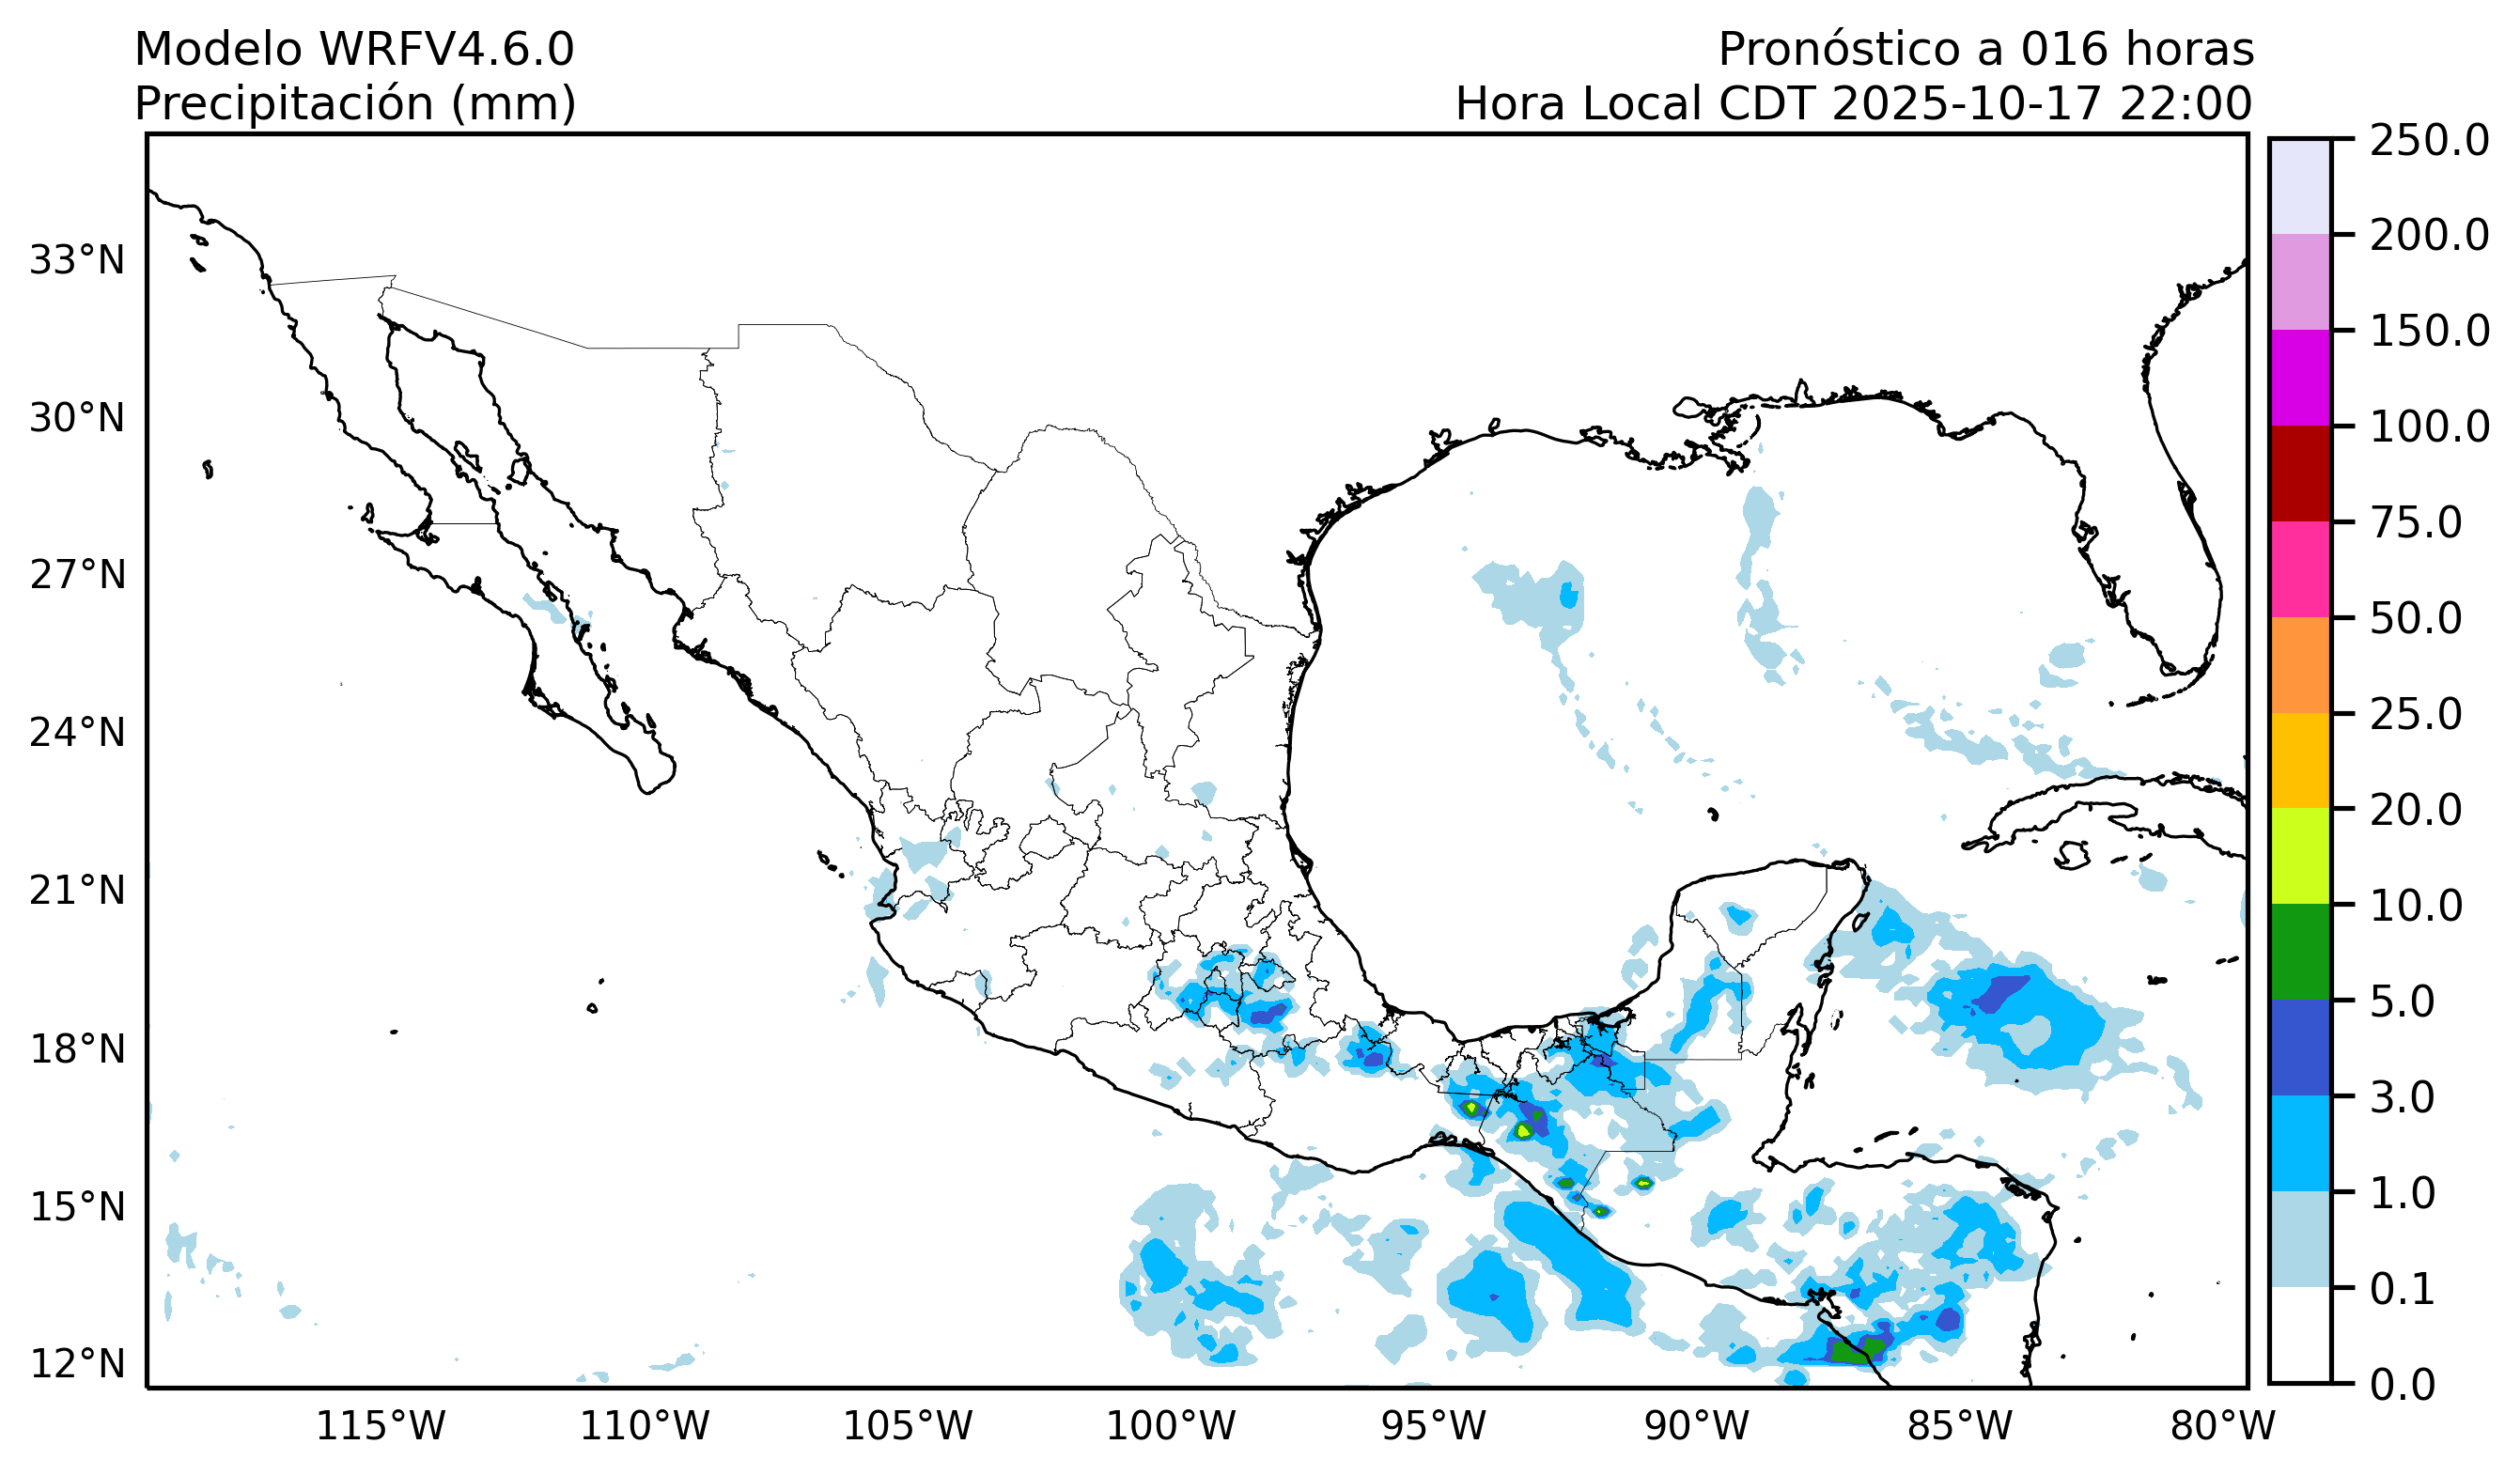 Modelo WRFV4.6.0
Pronóstico a 016 horas
Precipitación (mm)
Hora Local CDT 2025-10-17 22:00
250.0
200.0
150.0
100.0
75.0
50.0
25.0
20.0
10.0
5.0
3.0
1.0
0.1
0.0
33°N
30°N
27°N
24°N
21°N
18°N
15°N
12°N
115°W
110°W
105°W
100°W
95°W
90°W
85°W
80°W